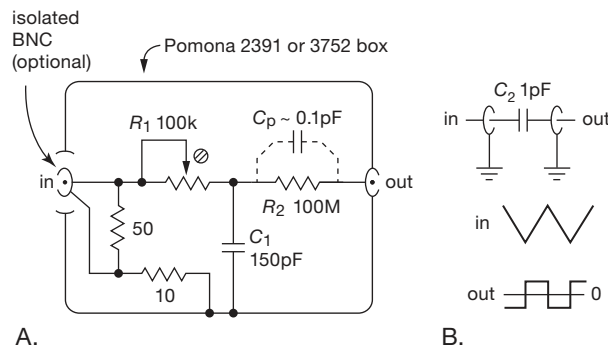 isolated
BNC
(optional)
Pomona 2391 or 3752 box
R1 100k
Cp ~ 0.1pF
in
out
R2 100M
50
C1
150pF
10
A.
C2 1pF
in
out
in
out
0
B.